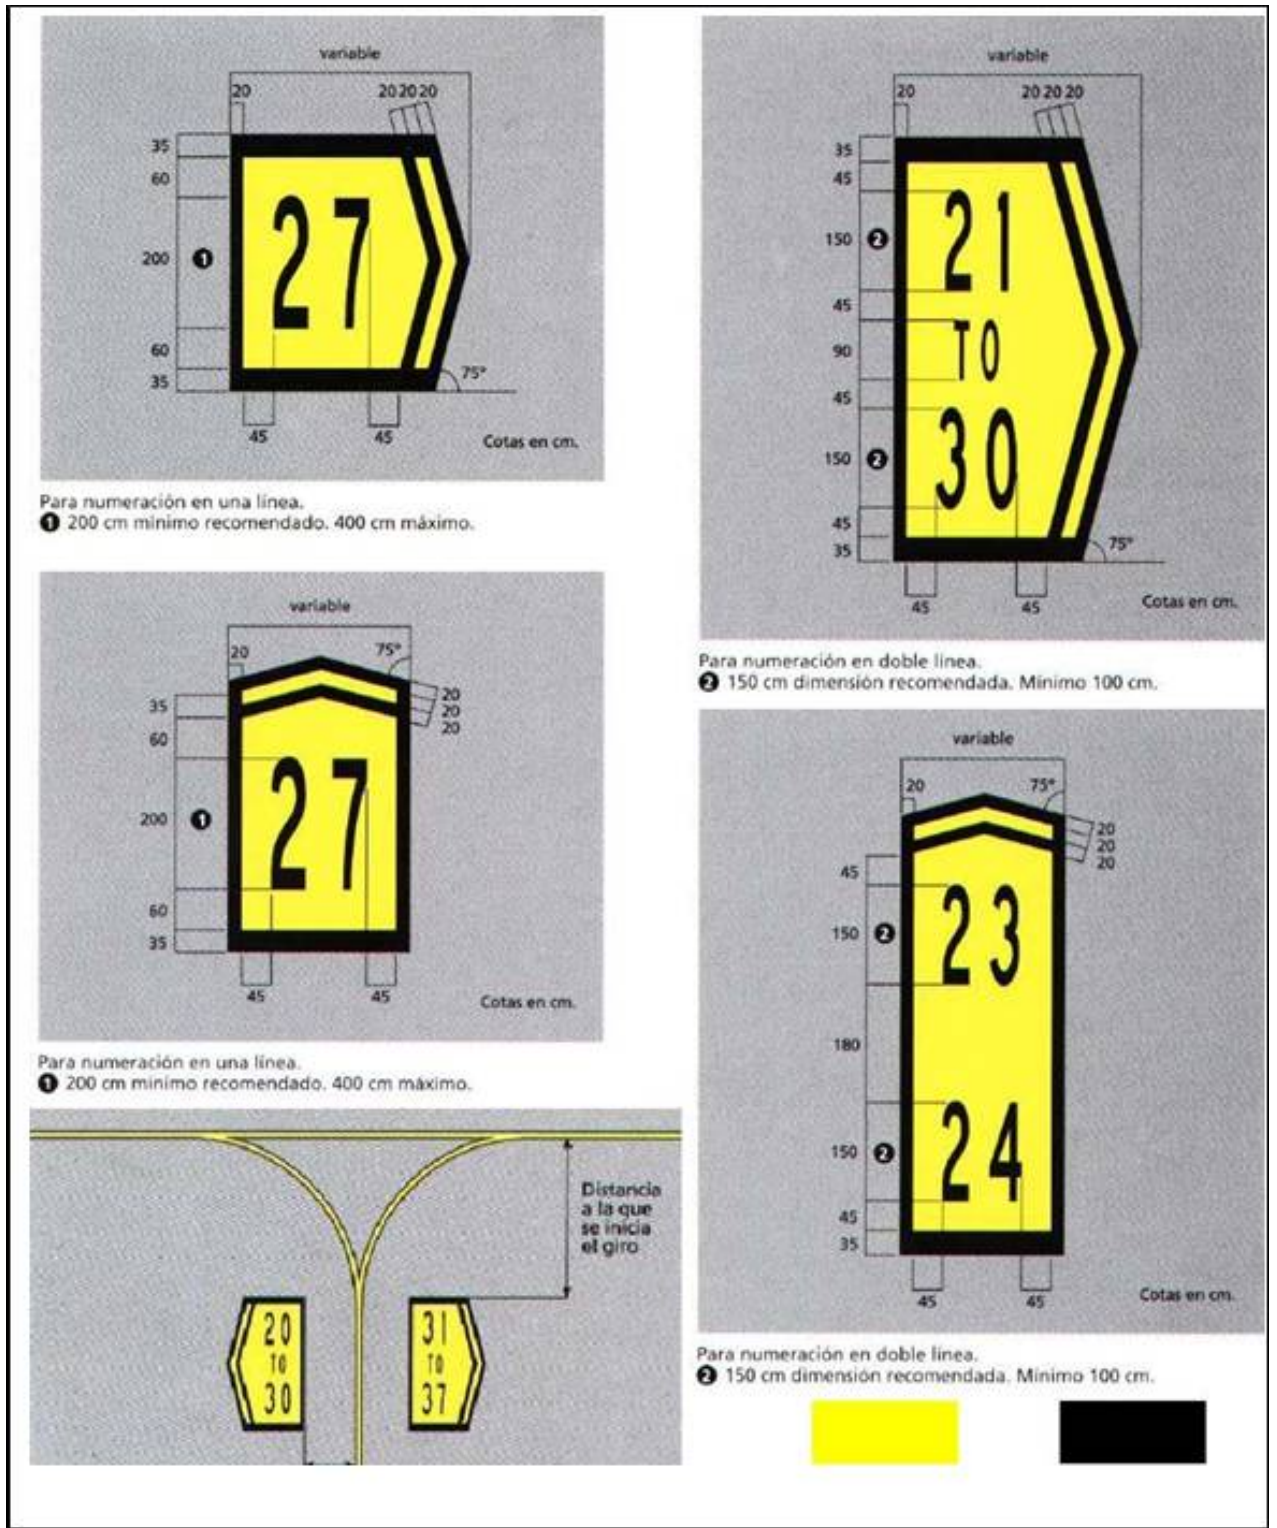 variable
20
20 20 20
35
60
200
1
27
60
35
75°
45
45
Cotas en cm.
Para numeración en una línea.
1 200 cm mínimo recomendado. 400 cm máximo.
variable
20
75°
35
20
20
20
60
200
1
27
60
35
45
45
Cotas en cm.
Para numeración en una línea.
1 200 cm mínimo recomendado. 400 cm máximo.
Distancia
a la que
se inicia
el giro
20
TO
30
31
TO
37
variable
20
20 20 20
35
45
150
2
21
45
90
TO
45
150
2
30
45
35
75°
45
45
Cotas en cm.
Para numeración en doble línea.
2 150 cm dimensión recomendada. Mínimo 100 cm.
variable
20
75°
20
20
20
45
150
2
23
180
150
2
24
45
35
45
45
Cotas en cm.
Para numeración en doble línea.
2 150 cm dimensión recomendada. Mínimo 100 cm.